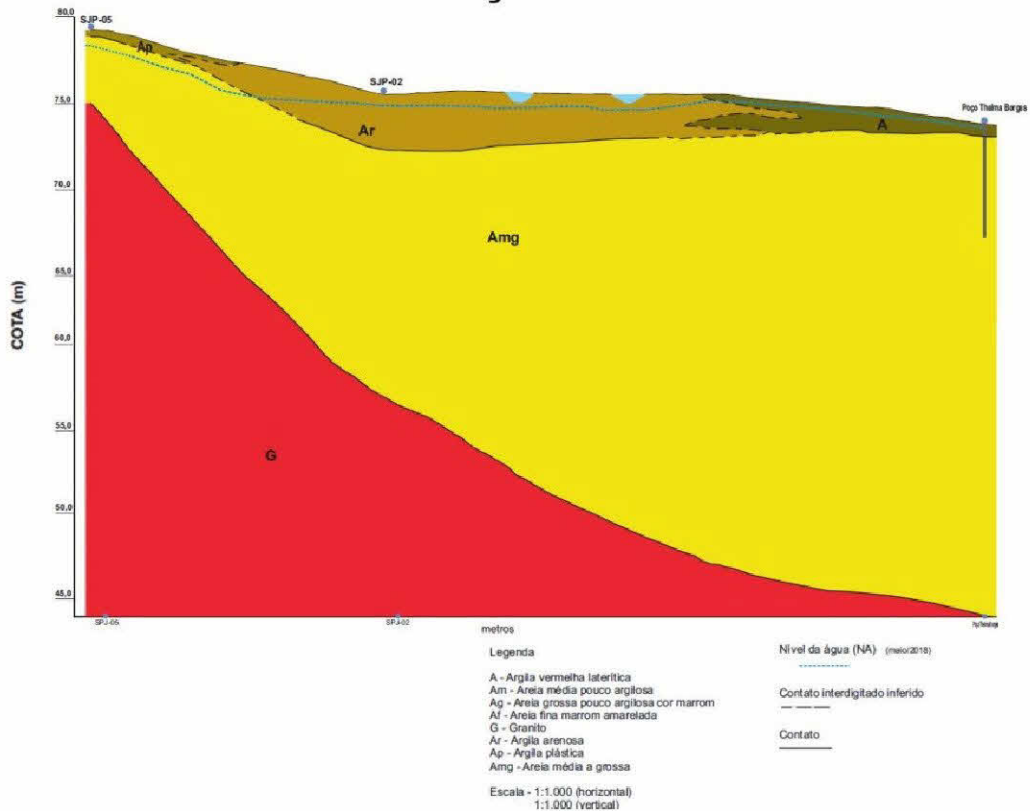 SJP-05
80,0
Ap
SJP-02
75,0
Poço Thalma Borges
Ar
A
70,0
Amg
65,0
COTA (m)
60,0
55,0
G
50,0
45,0
SPJ-05
SPJ-02
metros
Legenda
A - Argila vermelha laterítica
Am - Areia média pouco argilosa
Ag - Areia grossa pouco argilosa cor marrom
Af - Areia fina marrom amarelada
G - Granito
Ar - Argila arenosa
Ap - Argila plástica
Amg - Areia média a grossa
Escala - 1:1.000 (horizontal)
1:1.000 (vertical)
Nível da água (NA) (meio/2018)
Contato interdigitado inferido
Contato